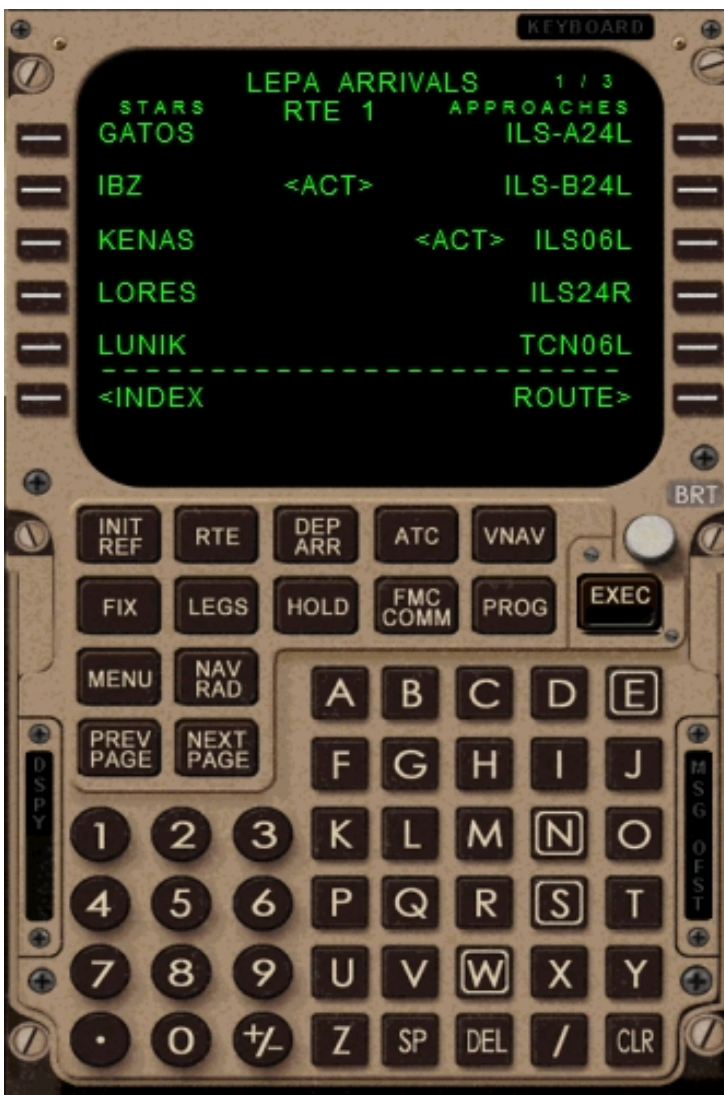 KEYBOARD
LEPA ARRIVALS 1 / 3
STARS RTE 1 APPROACHES
GATOS ILS-A24L
IBZ <ACT> ILS-B24L
KENAS <ACT> ILS06L
LORES ILS24R
LUNIK TCN06L
<INDEX ROUTE>
BRT
INIT REF RTE DEP ARR ATC VNAV
FIX LEGS HOLD FMC COMM PROG EXEC
MENU NAV RAD
A B C D E
PREV PAGE NEXT PAGE
F G H I J
DSPY
MSG OFST
1 2 3 K L M N O
4 5 6 P Q R S T
7 8 9 U V W X Y
. 0 +/- Z SP DEL / CLR